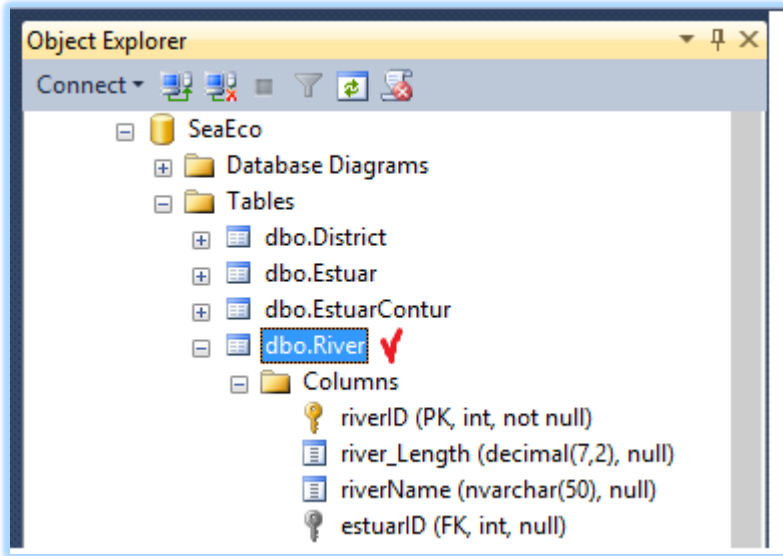 Object Explorer
Connect
SeaEco
Database Diagrams
Tables
dbo.District
dbo.Estuar
dbo.EstuarContur
dbo.River
Columns
riverID (PK, int, not null)
river_Length (decimal(7,2), null)
riverName (nvarchar(50), null)
estuarID (FK, int, null)